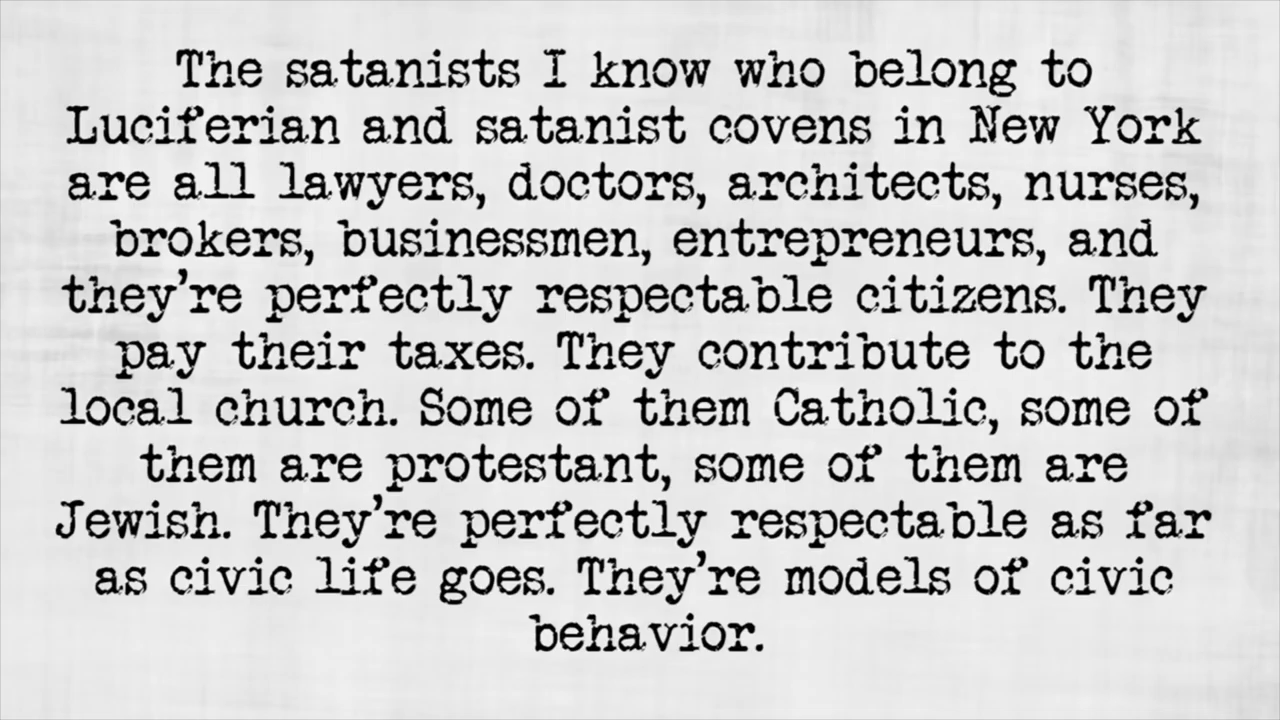 The satanists I know who belong to
Luciferian and satanist covens in New York
are all lawyers, doctors, architects, nurses,
brokers, businessmen, entrepreneurs, and
they're perfectly respectable citizens. They
pay their taxes. They contribute to the
local church. Some of them Catholic, some of
them are protestant, some of them are
Jewish. They're perfectly respectable as far
as civic life goes. They're models of civic
behavior.